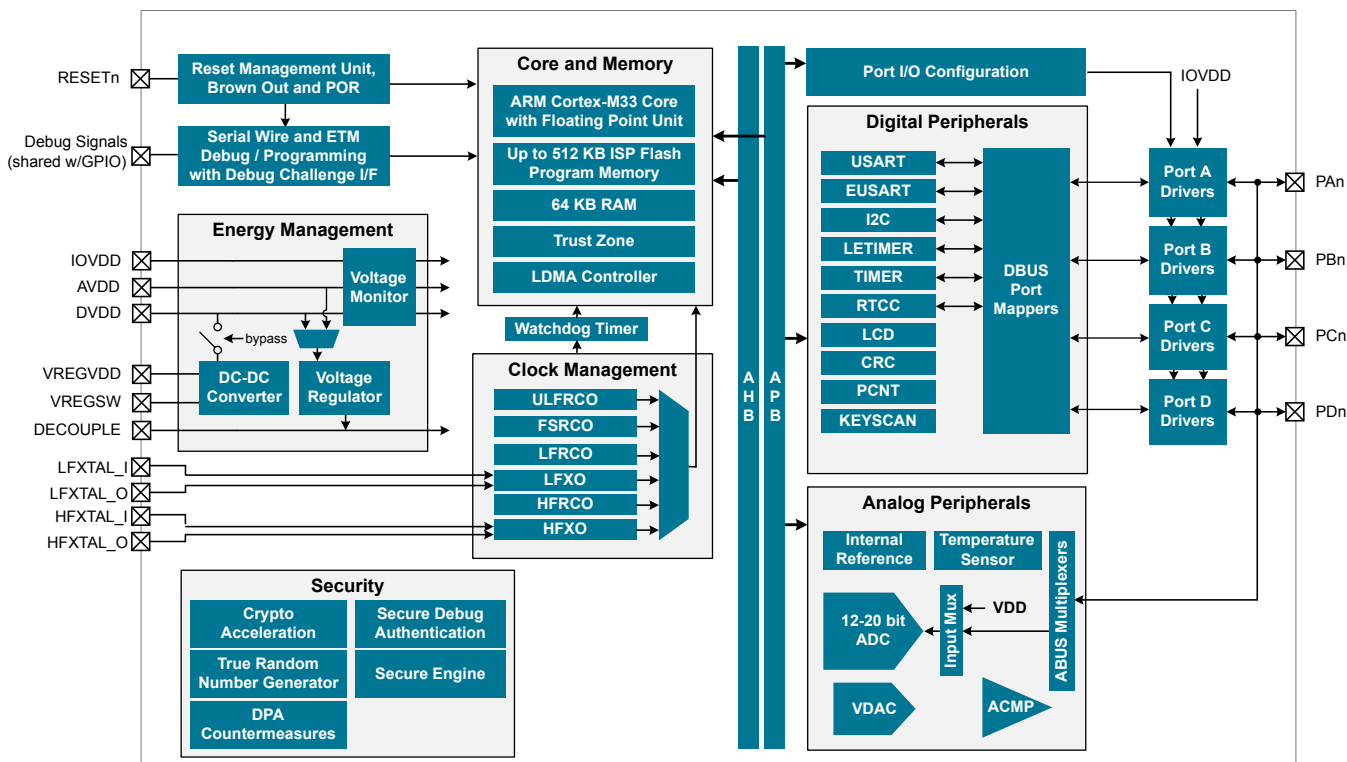 RESETn
Debug Signals
(shared w/GPIO)
Reset Management Unit,
Brown Out and POR
Serial Wire and ETM
Debug / Programming
with Debug Challenge I/F
Energy Management
IOVDD
AVDD
DVDD
Voltage
Monitor
bypass
VREGVDD
VREGSW
DECOUPLE
DC-DC
Converter
Voltage
Regulator
LFXTAL_I
LFXTAL_O
HFXTAL_I
HFXTAL_O
Core and Memory
ARM Cortex-M33 Core
with Floating Point Unit
Up to 512 KB ISP Flash
Program Memory
64 KB RAM
Trust Zone
LDMA Controller
Watchdog Timer
Clock Management
ULFRCO
FSRCO
LFRCO
LFXO
HFRCO
HFXO
Security
Crypto
Acceleration
True Random
Number Generator
DPA
Countermeasures
Secure Debug
Authentication
Secure Engine
AHB
APB
Port I/O Configuration
IOVDD
Digital Peripherals
USART
EUSART
I2C
LETIMER
TIMER
RTCC
LCD
CRC
PCNT
KEYSCAN
DBUS
Port
Mappers
Port A
Drivers
Port B
Drivers
Port C
Drivers
Port D
Drivers
PAn
PBn
PCn
PDn
Analog Peripherals
Internal
Reference
Temperature
Sensor
12-20 bit
ADC
Input Mux
VDD
ABUS Multiplexers
VDAC
ACMP